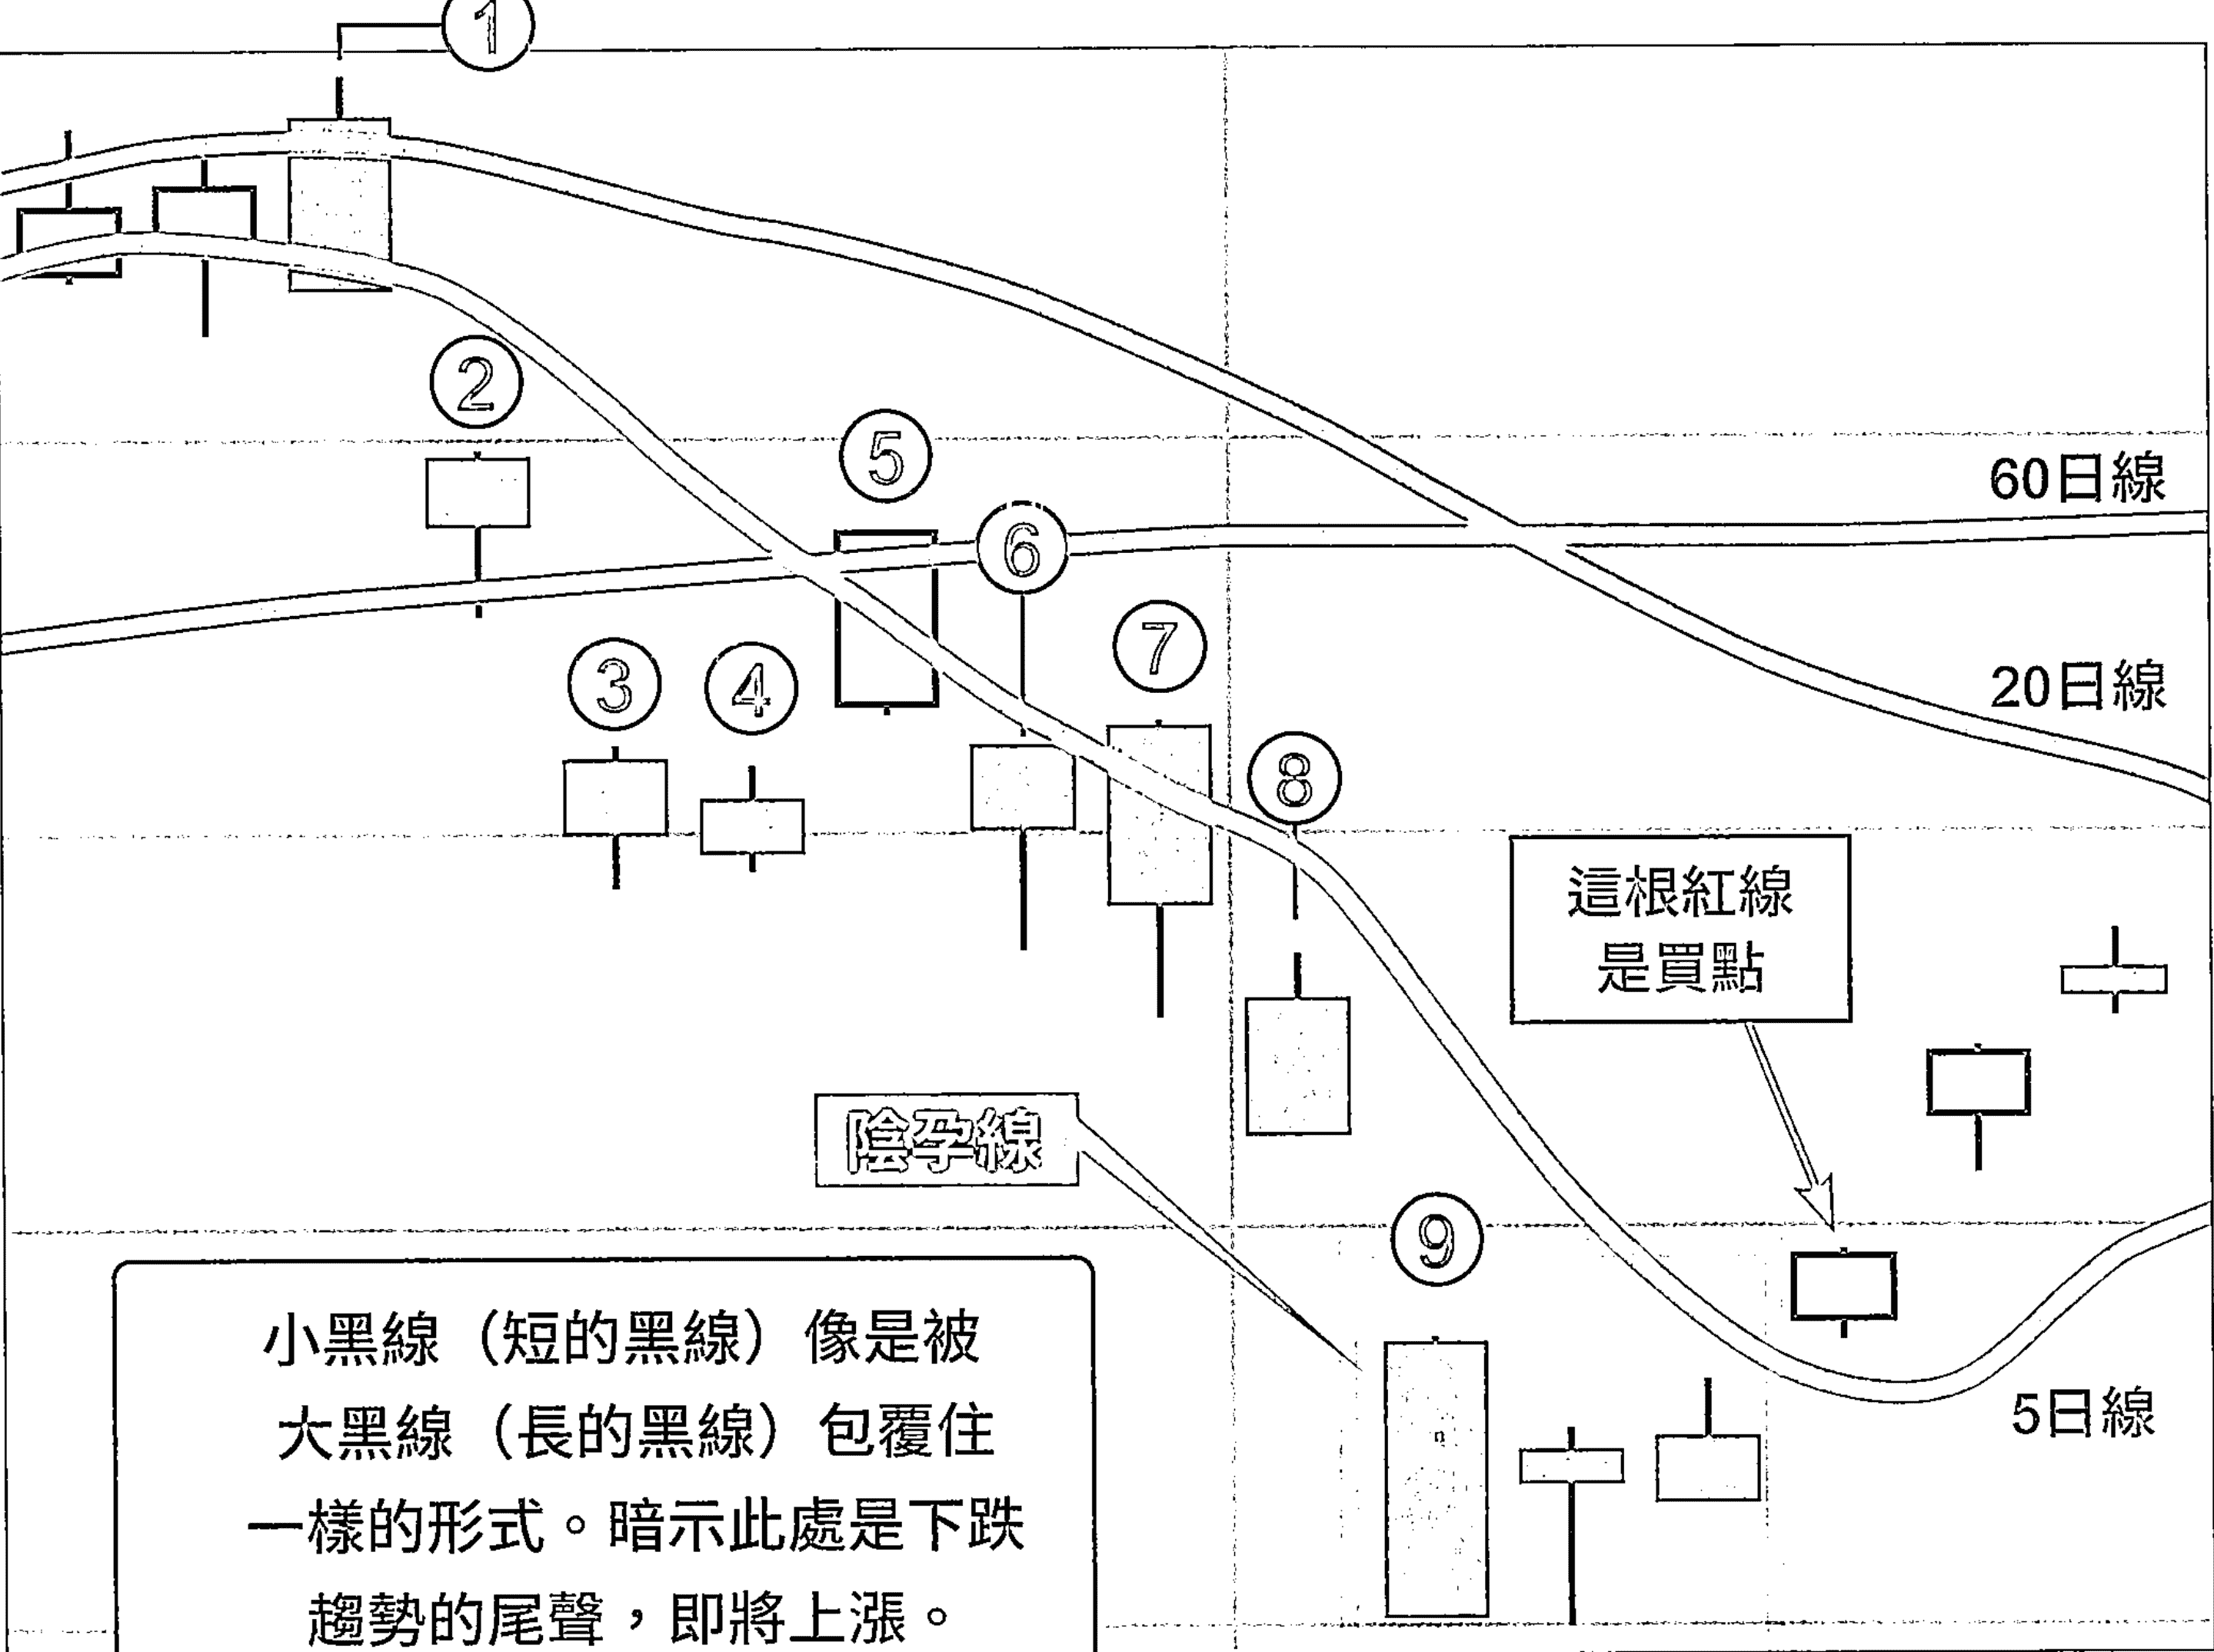 ①
②
⑤
60日線
⑥
③
④
⑦
20日線
⑧
這根紅線
是買點
陰孕線
⑨
小黑線（短的黑線）像是被
大黑線（長的黑線）包覆住
一樣的形式。暗示此處是下跌
趨勢的尾聲，即將上漲。
5日線